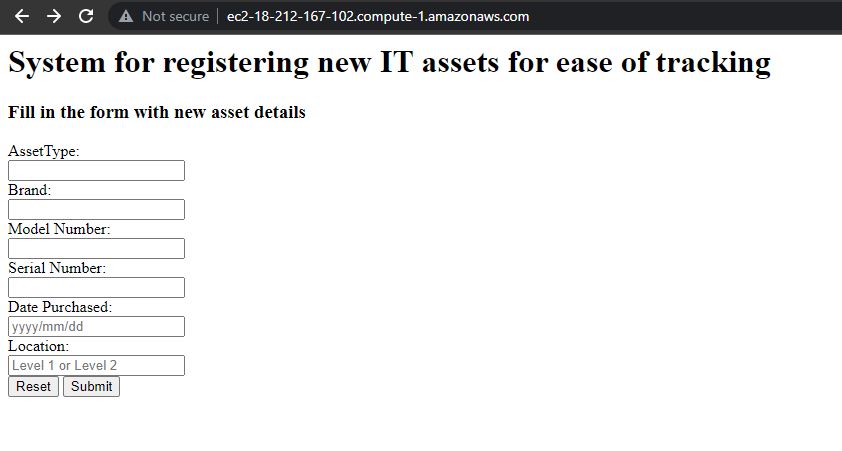 Not secure ec2-18-212-167-102.compute-1.amazonaws.com
System for registering new IT assets for ease of tracking
Fill in the form with new asset details
AssetType:
Brand:
Model Number:
Serial Number:
Date Purchased:
yyyy/mm/dd
Location:
Level 1 or Level 2
Reset Submit